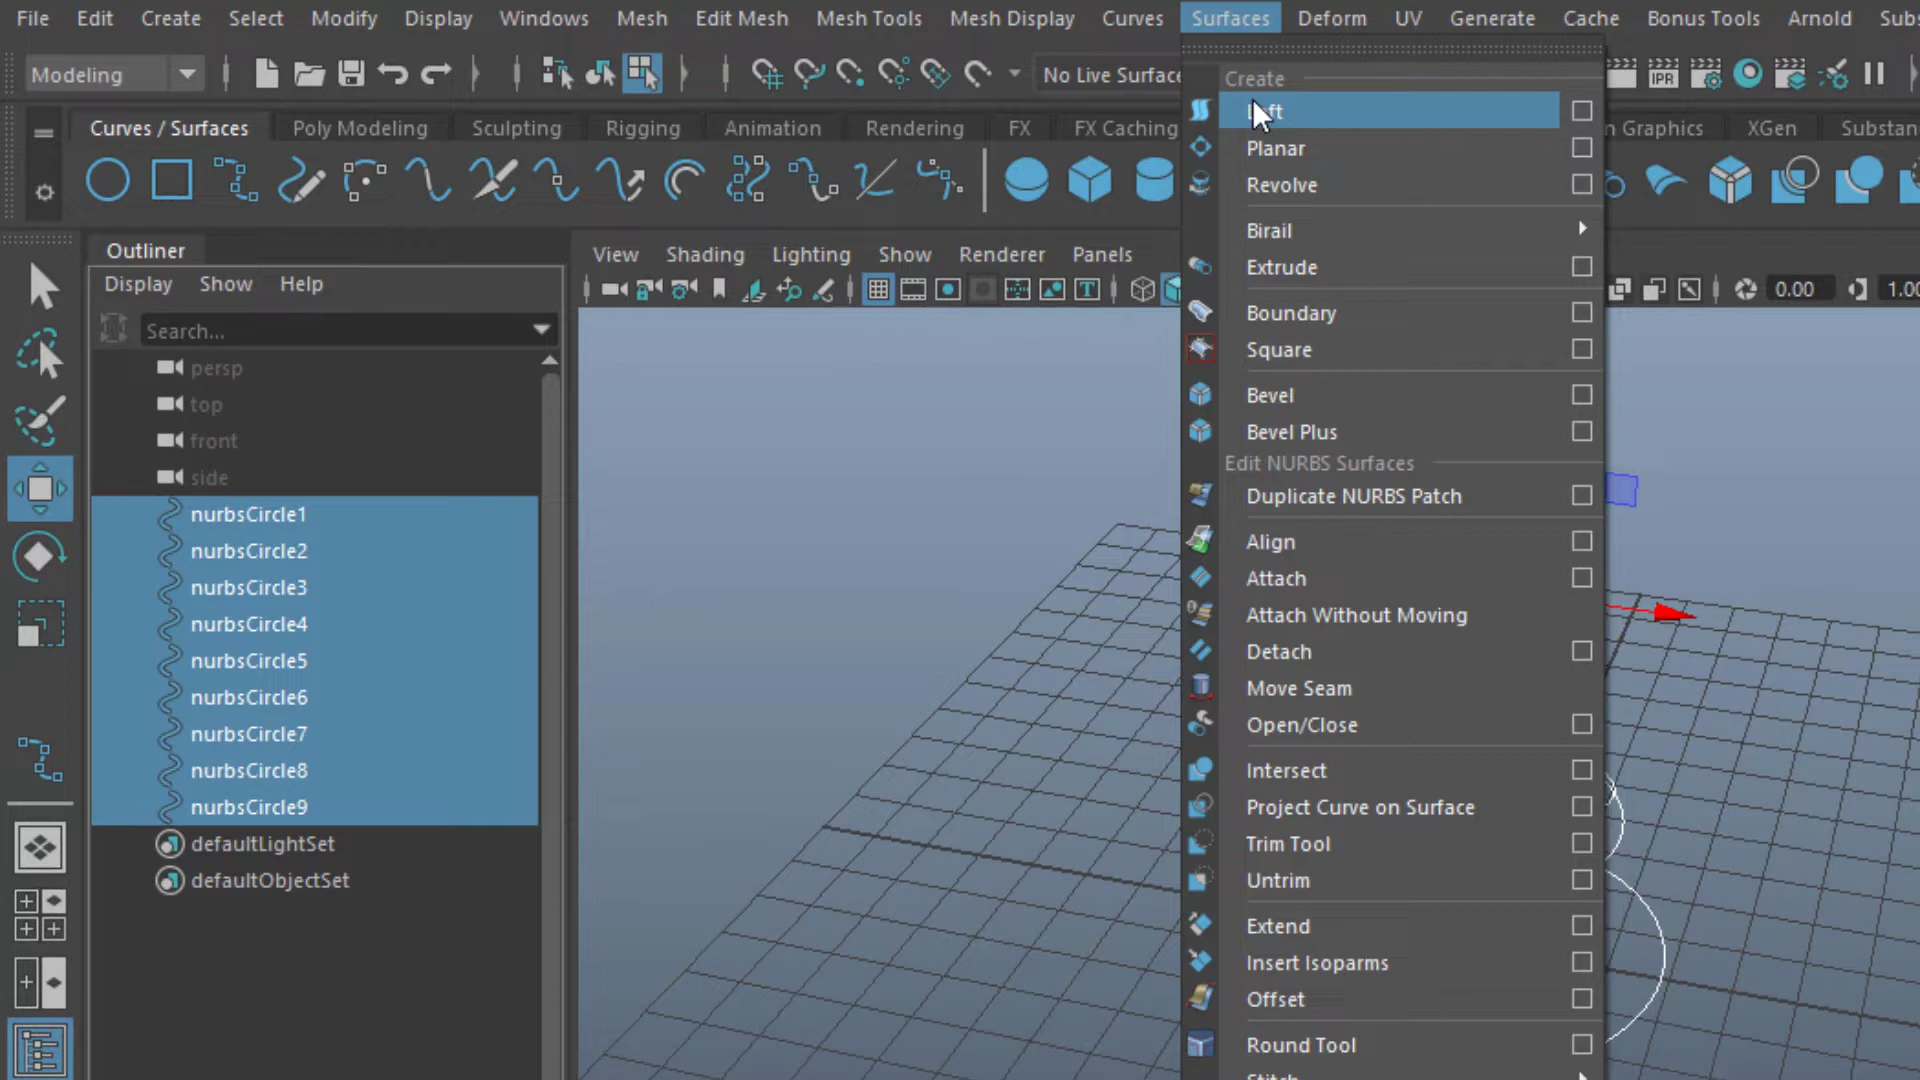 File Edit Create Select Modify Display Windows Mesh Edit Mesh Mesh Tools Mesh Display Curves Surfaces Deform UV Generate Cache Bonus Tools Arnold
Modeling No Live Surface IPR
Curves / Surfaces Poly Modeling Sculpting Rigging Animation Rendering FX FX Caching n Graphics XGen Substan
Outliner
Display Show Help
Search...
persp
top
front
side
nurbsCircle1
nurbsCircle2
nurbsCircle3
nurbsCircle4
nurbsCircle5
nurbsCircle6
nurbsCircle7
nurbsCircle8
nurbsCircle9
defaultLightSet
defaultObjectSet
View Shading Lighting Show Renderer Panels
0.00 1.00
Create
Planar
Revolve
Birail
Extrude
Boundary
Square
Bevel
Bevel Plus
Edit NURBS Surfaces
Duplicate NURBS Patch
Align
Attach
Attach Without Moving
Detach
Move Seam
Open/Close
Intersect
Project Curve on Surface
Trim Tool
Untrim
Extend
Insert Isoparms
Offset
Round Tool